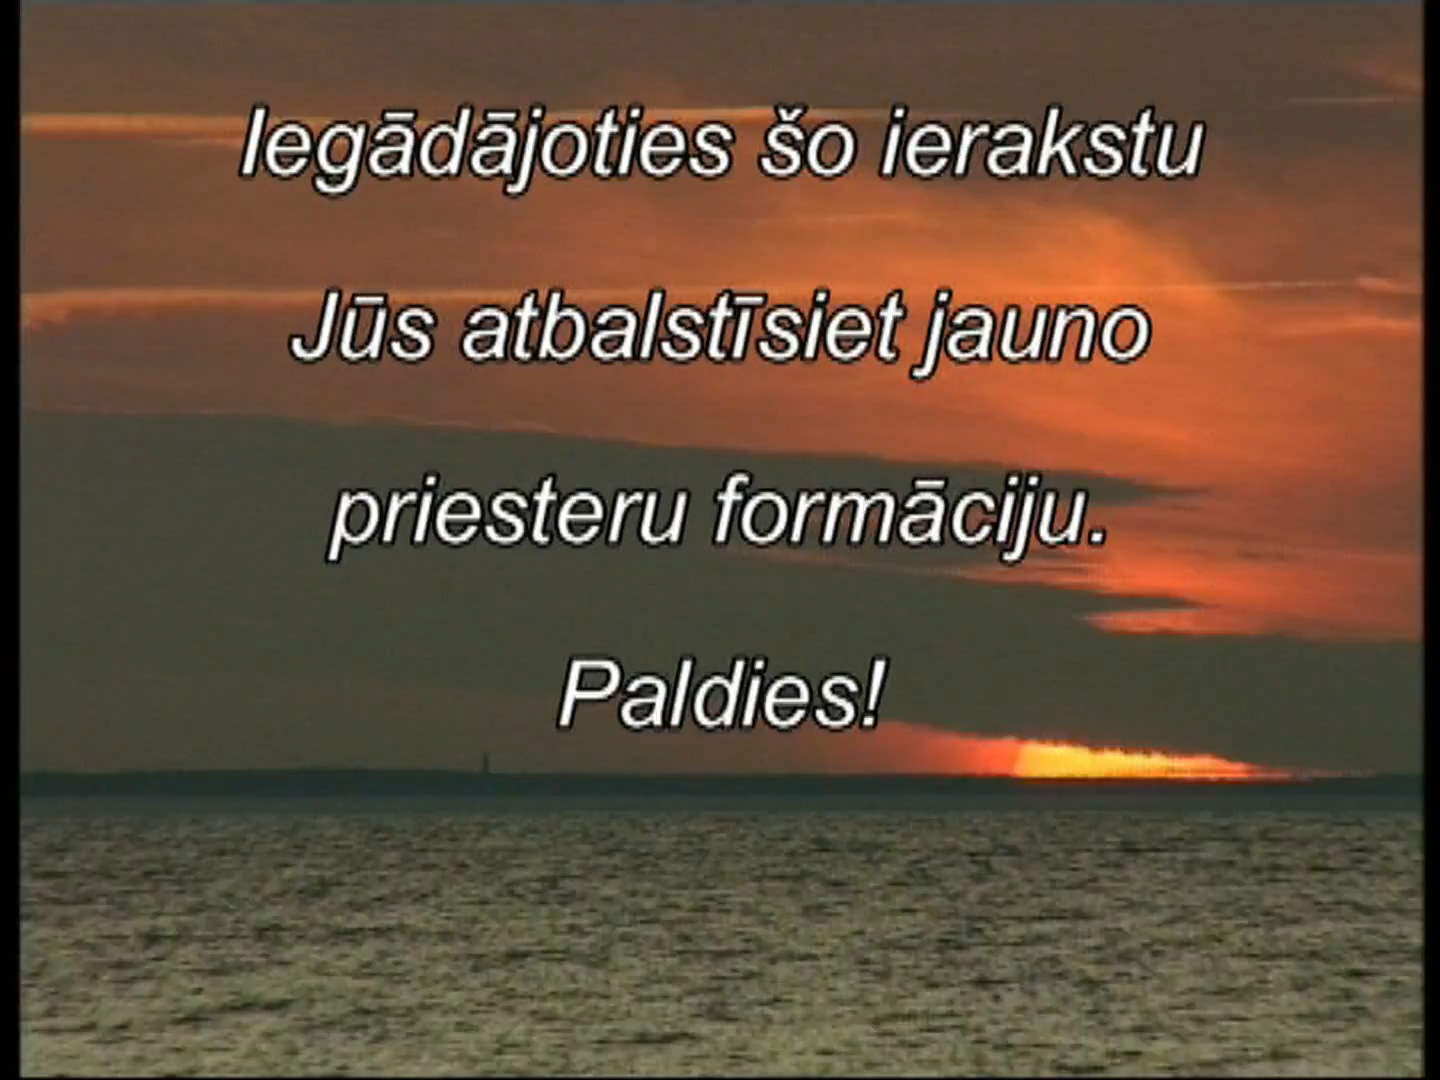 Iegādājoties šo ierakstu
Jūs atbalstīsiet jauno
priesteru formāciju.
Paldies!